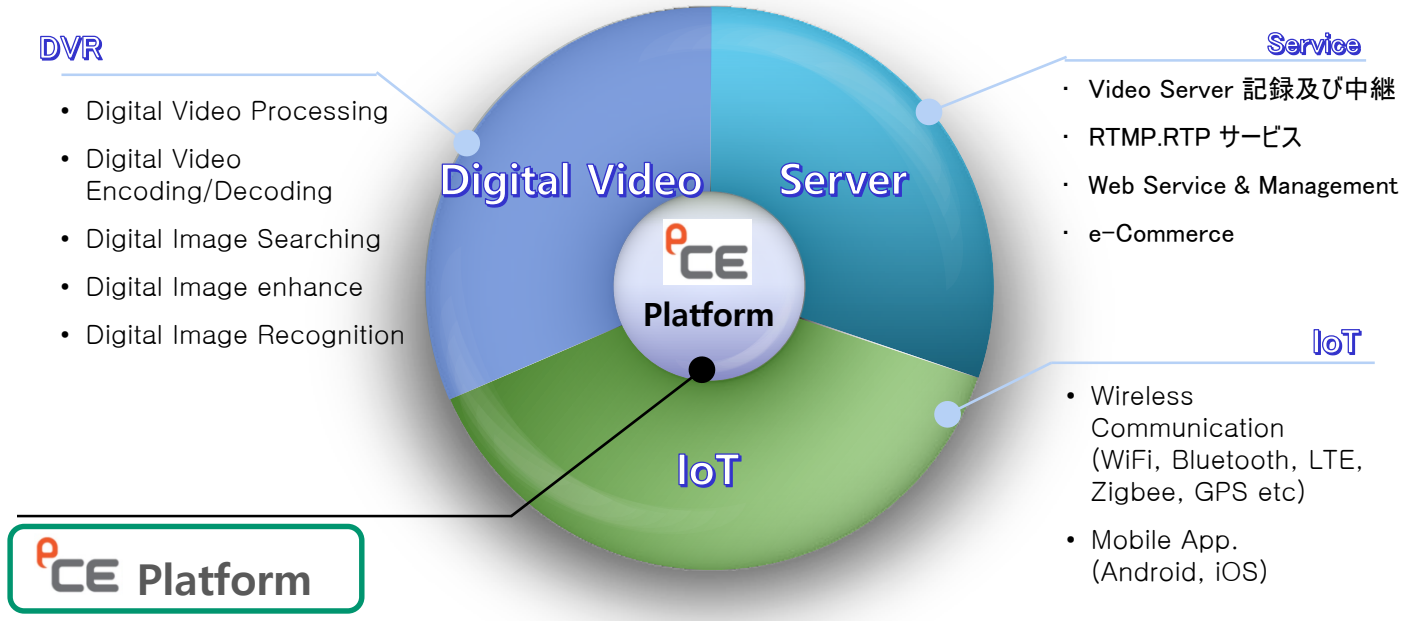 DVR
• Digital Video Processing
• Digital Video
Encoding/Decoding
• Digital Image Searching
• Digital Image enhance
• Digital Image Recognition
Digital Video
Server
IoT
PCE
Platform
Service
・ Video Server 記録及び中継
・ RTMP.RTP サービス
・ Web Service & Management
・ e-Commerce
IoT
• Wireless
Communication
(WiFi, Bluetooth, LTE,
Zigbee, GPS etc)
• Mobile App.
(Android, iOS)
PCE Platform